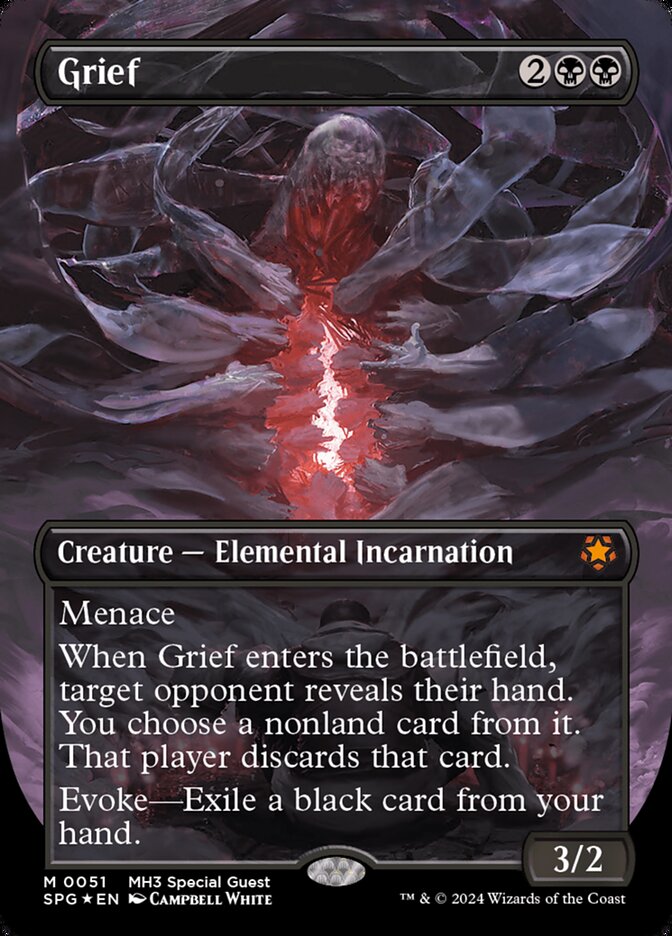 Grief 2
Creature — Elemental Incarnation
Menace
When Grief enters the battlefield,
target opponent reveals their hand.
You choose a nonland card from it.
That player discards that card.
Evoke—Exile a black card from your
hand.
3/2
M 0051 MH3 Special Guest
SPG★EN Campbell White ™ & © 2024 Wizards of the Coast